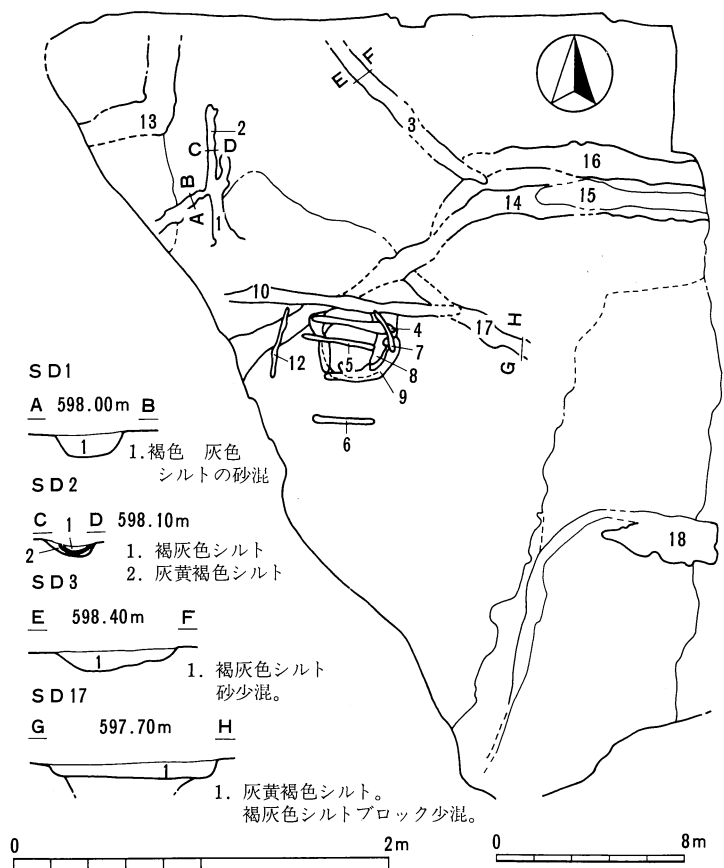 F
E
3
13
2
C D
B
A
1
16
14
15
10
17
H
G
4
7
5
8
9
12
6
18
SD1
A 598.00m B
1
1.褐色 灰色
シルトの砂混
SD2
C 1 D 598.10m
2
1. 褐灰色シルト
2. 灰黄褐色シルト
SD3
E 598.40m F
1
1. 褐灰色シルト
砂少混。
SD17
G 597.70m H
1
1. 灰黄褐色シルト。
褐灰色シルトブロック少混。
0 2m
0 8m